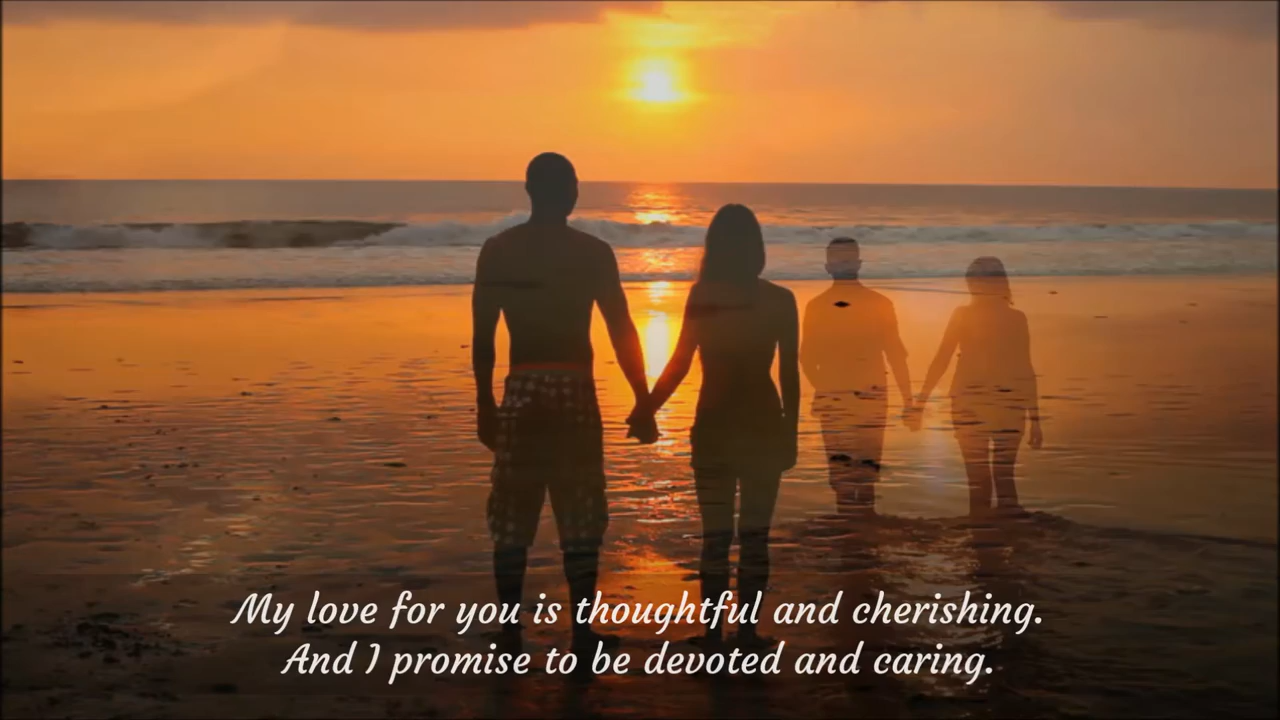 My love for you is thoughtful and cherishing.
And I promise to be devoted and caring.